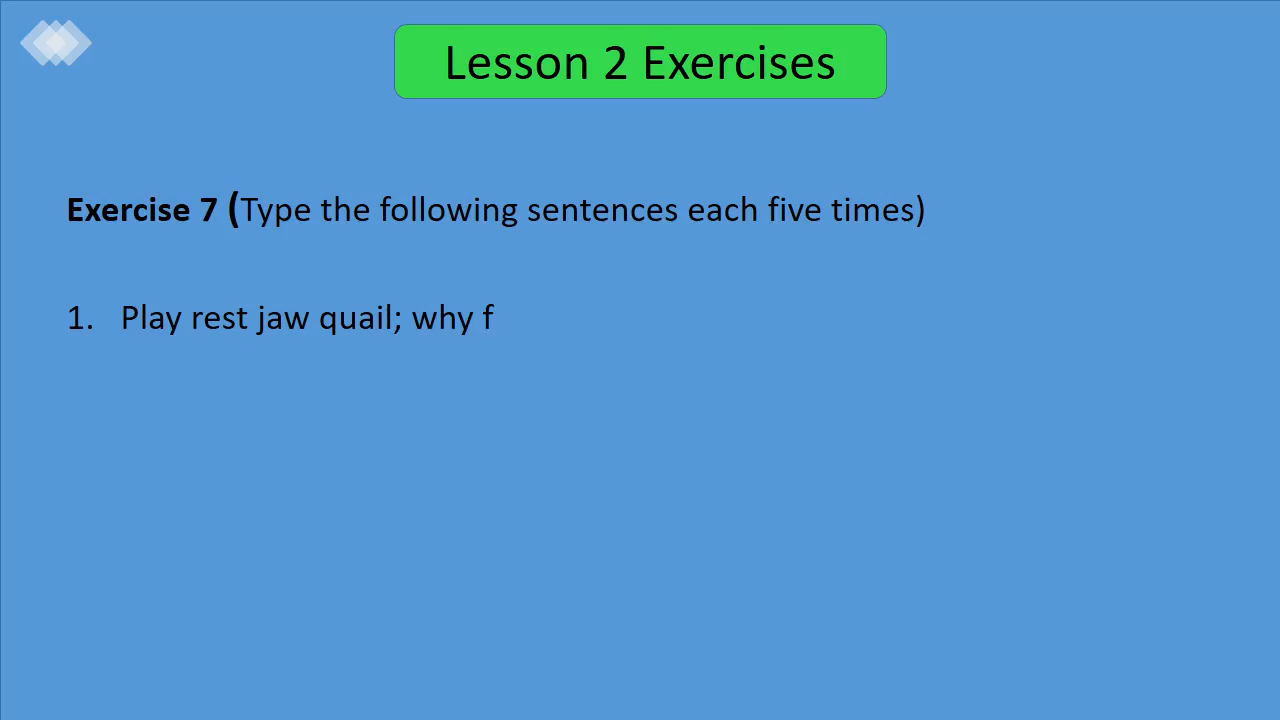 Lesson 2 Exercises
Exercise 7 (Type the following sentences each five times)
1. Play rest jaw quail; why f